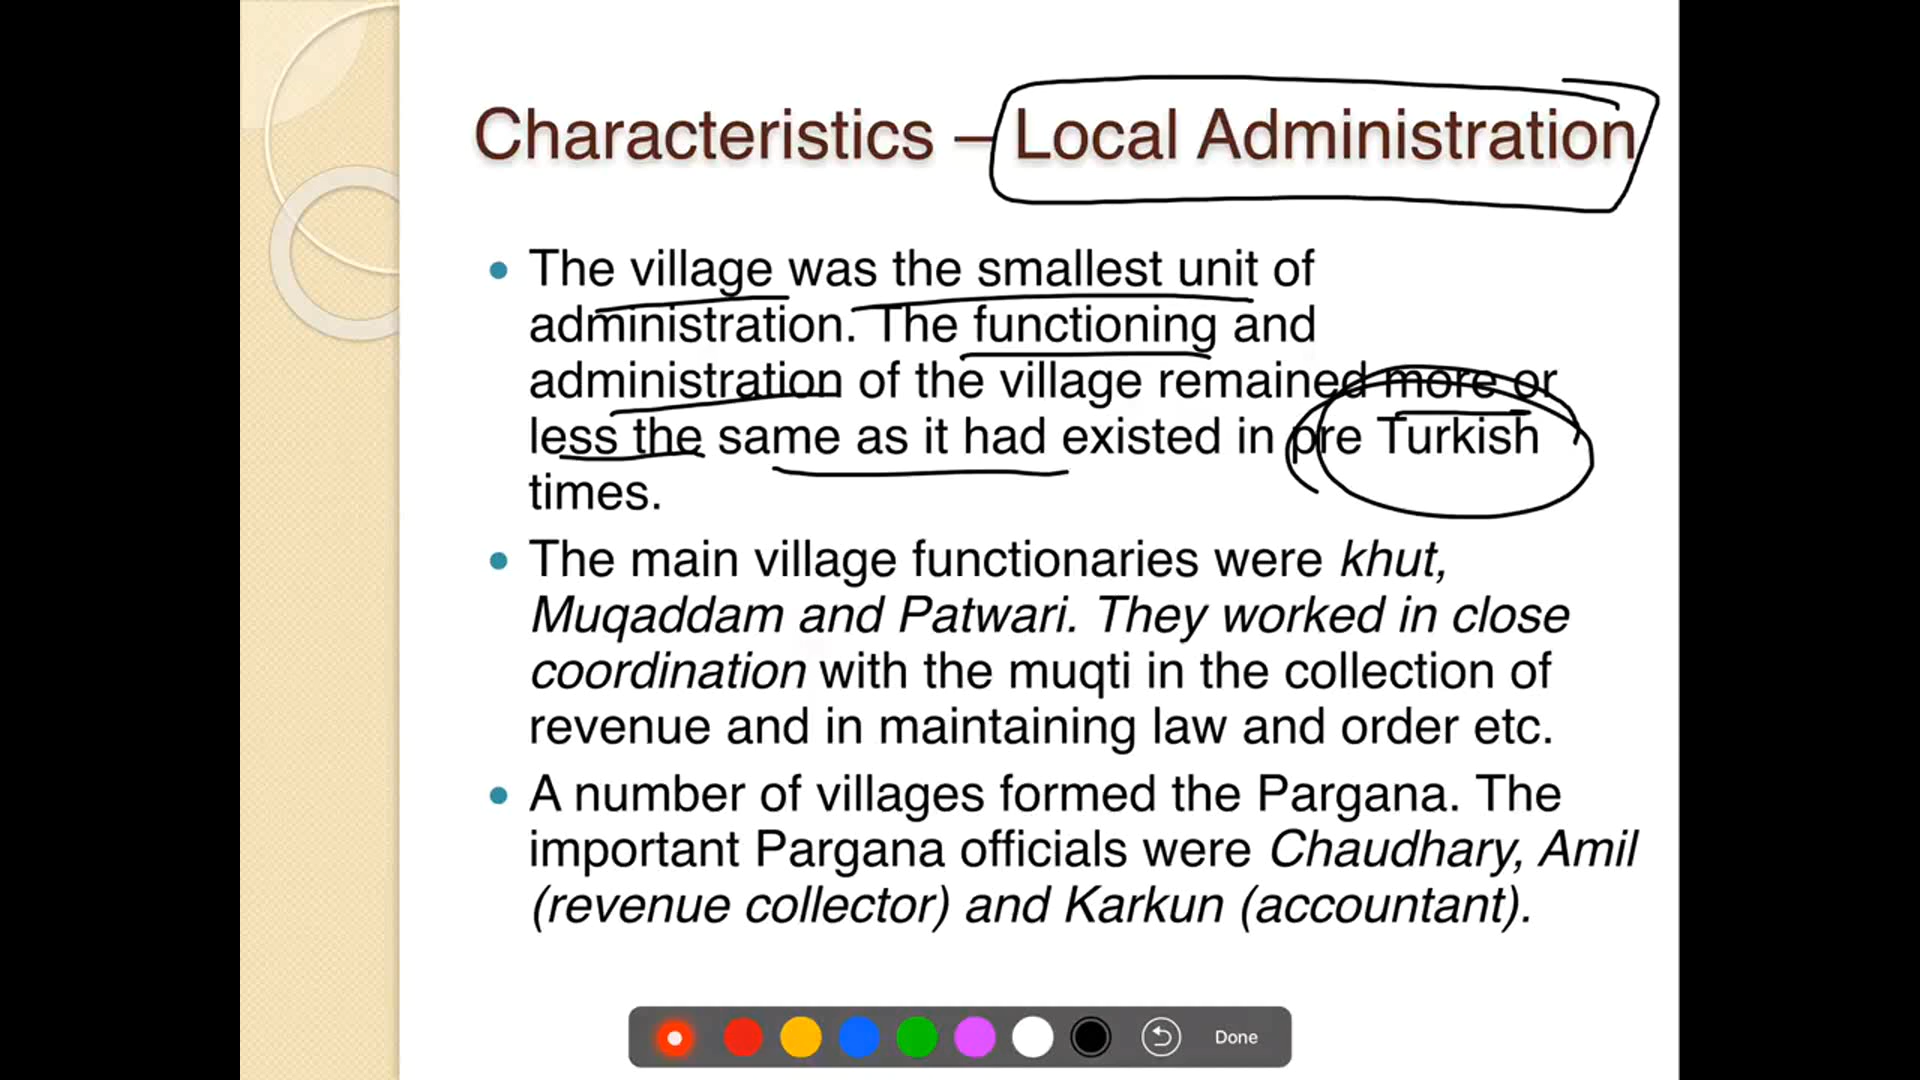 Characteristics – Local Administration
The village was the smallest unit of
administration. The functioning and
administration of the village remained more or
less the same as it had existed in pre Turkish
times.
The main village functionaries were khut,
Muqaddam and Patwari. They worked in close
coordination with the muqti in the collection of
revenue and in maintaining law and order etc.
A number of villages formed the Pargana. The
important Pargana officials were Chaudhary, Amil
(revenue collector) and Karkun (accountant).
Done